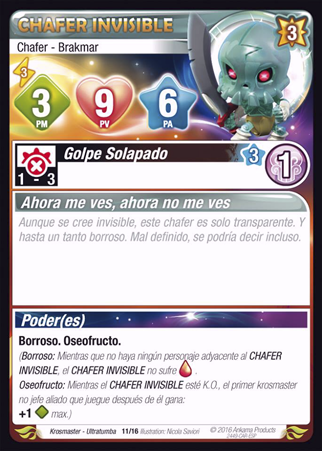 CHAFER INVISIBLE
3
Chafer - Brakmar
3
3
PM
9
PV
6
PA
Golpe Solapado
3
1
1 - 3
Ahora me ves, ahora no me ves
Aunque se cree invisible, este chafer es solo transparente. Y
hasta un tanto borroso. Mal definido, se podría decir incluso.
Poder(es)
Borroso. Oseofructo.
(Borroso: Mientras que no haya ningún personaje adyacente al CHAFER
INVISIBLE, el CHAFER INVISIBLE no sufre .
Oseofructo: Mientras el CHAFER INVISIBLE esté K.O., el primer krosmaster
no jefe aliado que juegue después de él gana:
+1 max.)
Krosmaster - Ultratumba 11/16 Illustration: Nicola Saviori © 2016 Ankama Products